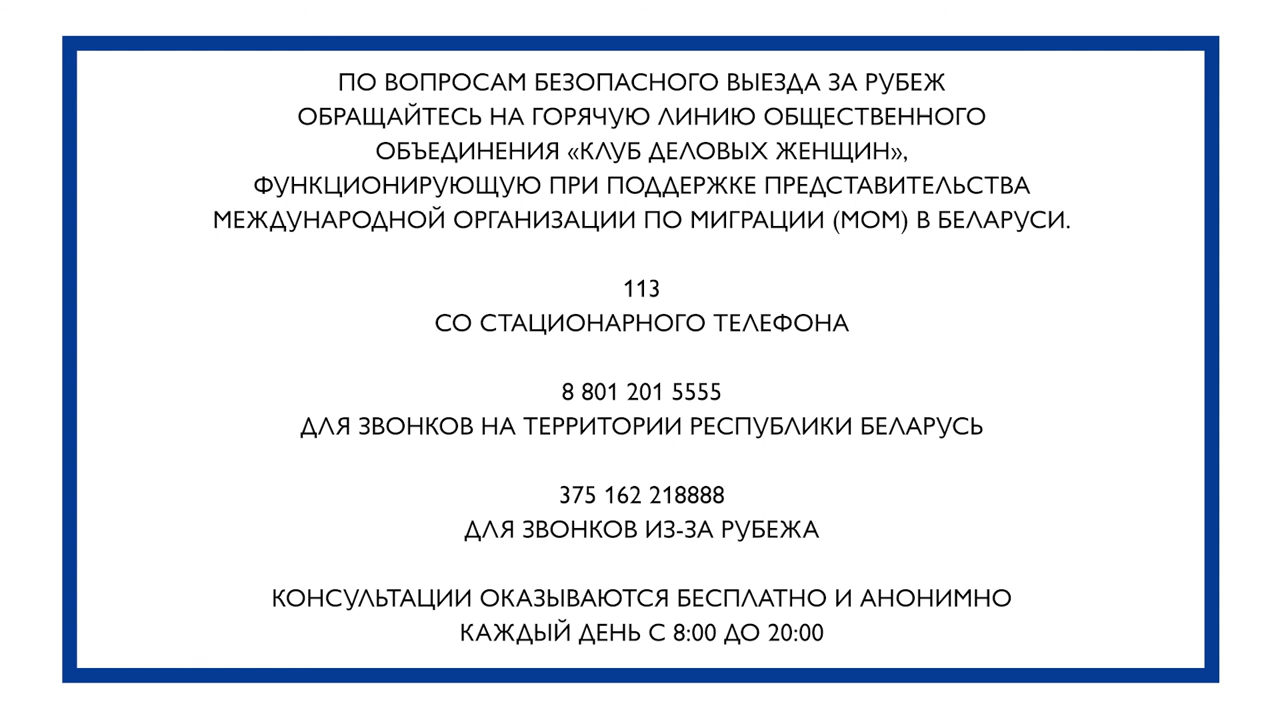 ПО ВОПРОСАМ БЕЗОПАСНОГО ВЫЕЗДА ЗА РУБЕЖ
ОБРАЩАЙТЕСЬ НА ГОРЯЧУЮ ЛИНИЮ ОБЩЕСТВЕННОГО
ОБЪЕДИНЕНИЯ «КЛУБ ДЕЛОВЫХ ЖЕНЩИН»,
ФУНКЦИОНИРУЮЩУЮ ПРИ ПОДДЕРЖКЕ ПРЕДСТАВИТЕЛЬСТВА
МЕЖДУНАРОДНОЙ ОРГАНИЗАЦИИ ПО МИГРАЦИИ (МОМ) В БЕЛАРУСИ.
113
СО СТАЦИОНАРНОГО ТЕЛЕФОНА
8 801 201 5555
ДЛЯ ЗВОНКОВ НА ТЕРРИТОРИИ РЕСПУБЛИКИ БЕЛАРУСЬ
375 162 218888
ДЛЯ ЗВОНКОВ ИЗ-ЗА РУБЕЖА
КОНСУЛЬТАЦИИ ОКАЗЫВАЮТСЯ БЕСПЛАТНО И АНОНИМНО
КАЖДЫЙ ДЕНЬ С 8:00 ДО 20:00